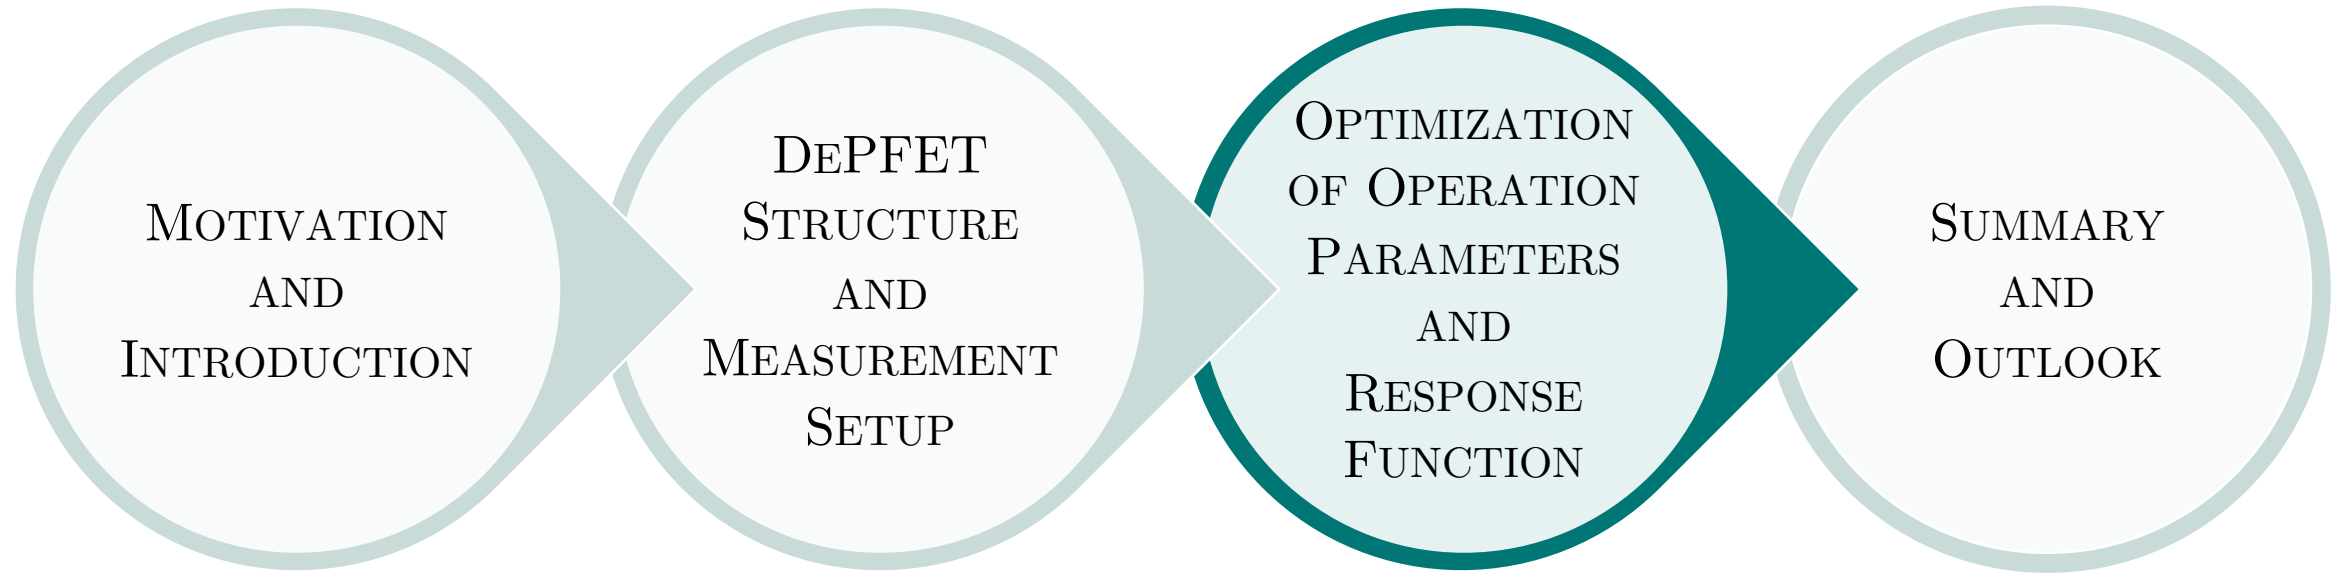 Motivation
and
Introduction
DePFET
Structure
and
Measurement
Setup
Optimization
of Operation
Parameters
and
Response
Function
Summary
and
Outlook